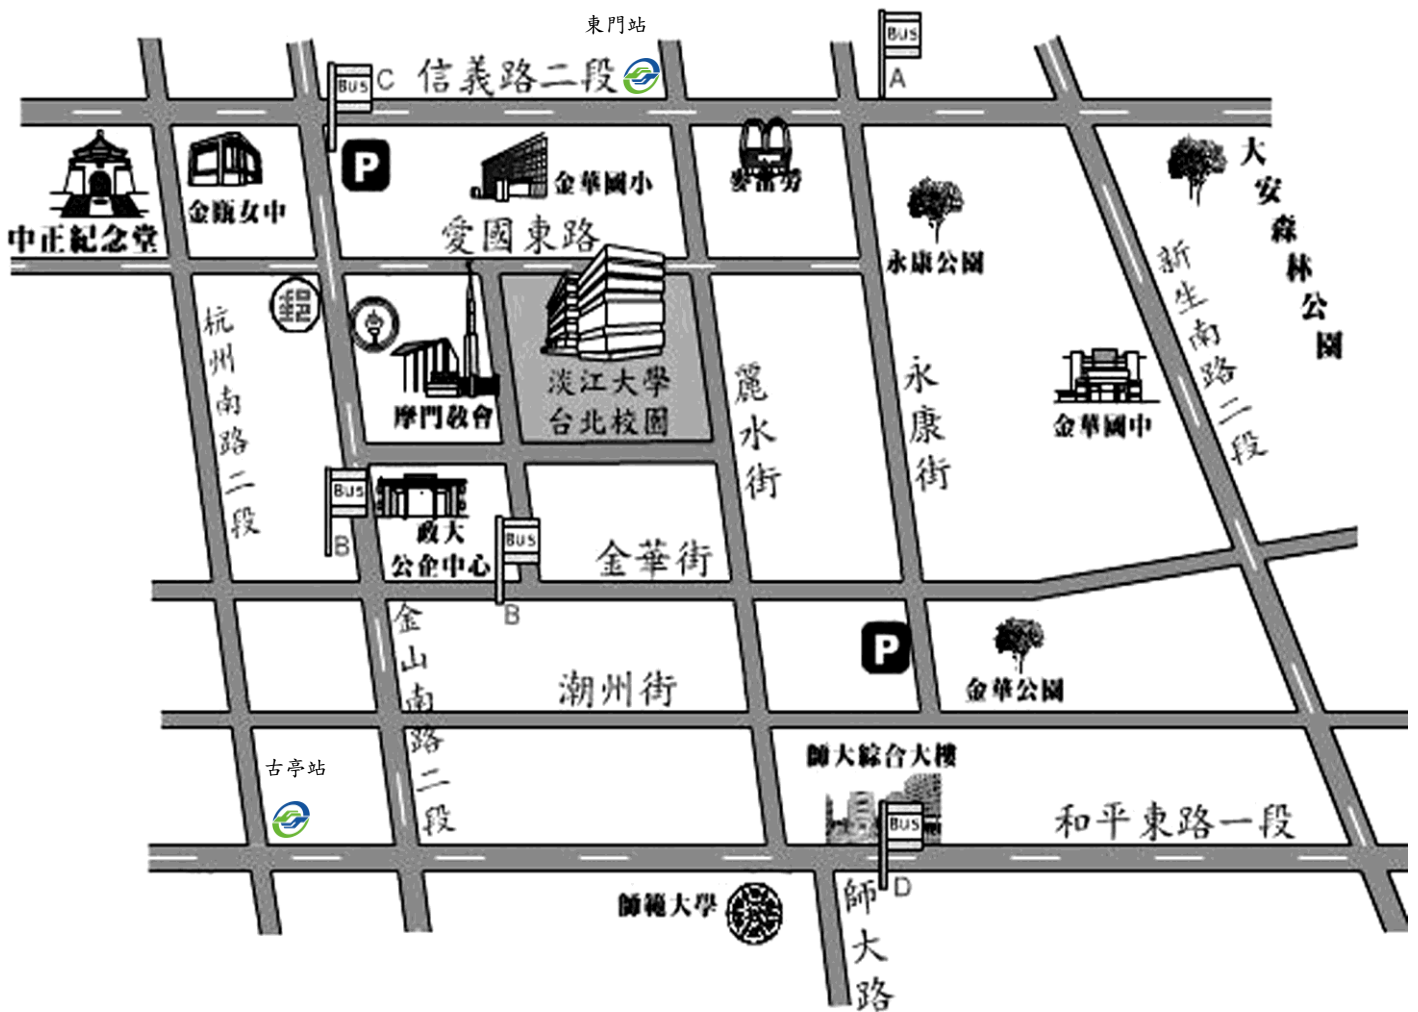 東門站
BUS
A
BUS
C
信義路二段
P
金華國小
麥當勞
大安森林公園
金甌女中
中正紀念堂
愛國東路
永康公園
新生南路二段
杭州南路二段
淡江大學
台北校園
麗水街
永康街
金華國中
摩門教會
BUS
B
政大
公企中心
BUS
B
金華街
金山南路二段
P
金華公園
潮州街
古亭站
師大綜合大樓
BUS
D
和平東路一段
師範大學
師大路